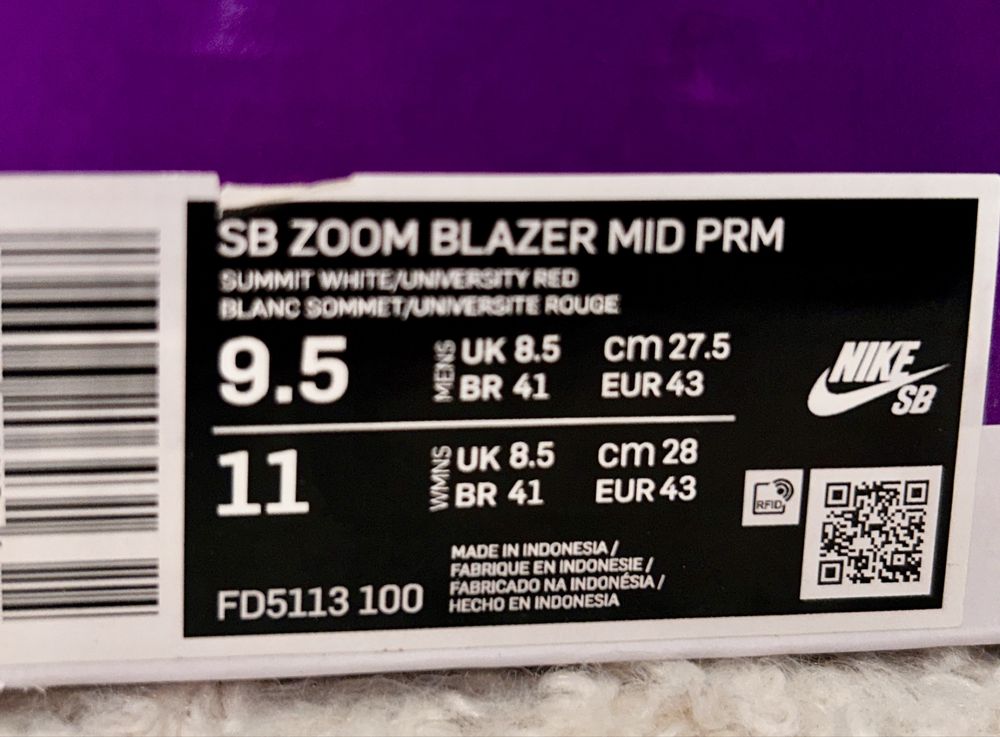 SB ZOOM BLAZER MID PRM
SUMMIT WHITE/UNIVERSITY RED
BLANC SOMMET/UNIVERSITE ROUGE
9.5 MENS UK 8.5 cm 27.5
BR 41 EUR 43
NIKE
SB
11 WMNS UK 8.5 cm 28
BR 41 EUR 43
RFID
MADE IN INDONESIA /
FABRIQUE EN INDONESIE /
FABRICADO NA INDONÉSIA /
HECHO EN INDONESIA
FD5113 100